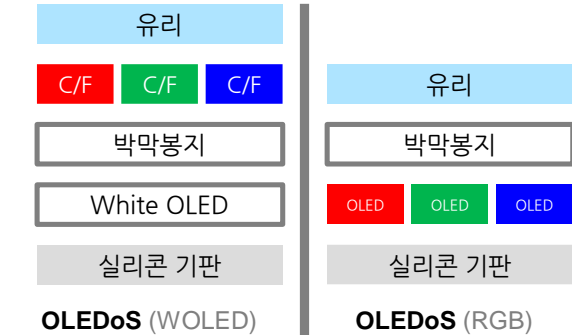 유리
C/F C/F C/F
박막봉지
White OLED
실리콘 기판
OLEDoS (WOLED)
유리
박막봉지
OLED OLED OLED
실리콘 기판
OLEDoS (RGB)